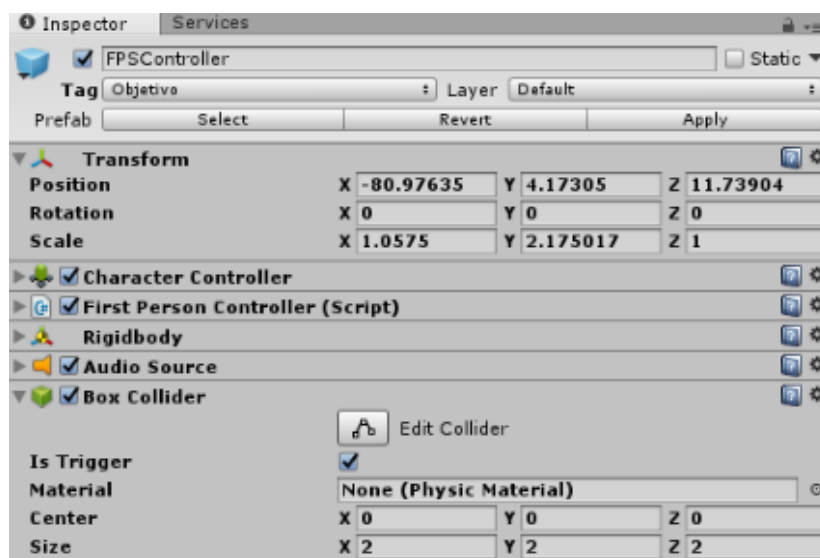 Inspector Services
FPSController Static
Tag Objetivo Layer Default
Prefab Select Revert Apply
Transform
Position X -80.97635 Y 4.17305 Z 11.73904
Rotation X 0 Y 0 Z 0
Scale X 1.0575 Y 2.175017 Z 1
Character Controller
First Person Controller (Script)
Rigidbody
Audio Source
Box Collider
Edit Collider
Is Trigger
Material None (Physic Material)
Center X 0 Y 0 Z 0
Size X 2 Y 2 Z 2